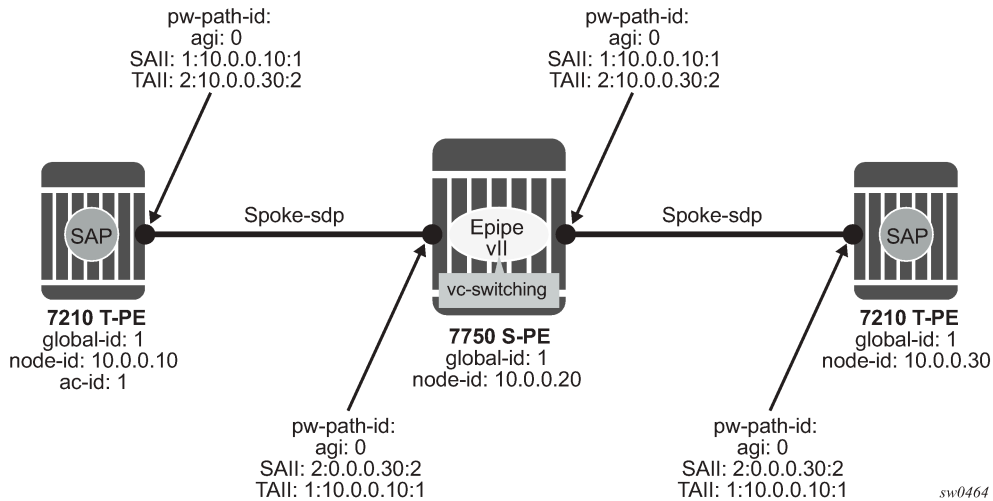 pw-path-id:
agi: 0
SAII: 1:10.0.0.10:1
TAII: 2:10.0.0.30:2
pw-path-id:
agi: 0
SAII: 1:10.0.0.10:1
TAII: 2:10.0.0.30:2
SAP
Spoke-sdp
Epipe
vll
vc-switching
Spoke-sdp
SAP
7210 T-PE
global-id: 1
node-id: 10.0.0.10
ac-id: 1
7750 S-PE
global-id: 1
node-id: 10.0.0.20
7210 T-PE
global-id: 1
node-id: 10.0.0.30
pw-path-id:
agi: 0
SAII: 2:0.0.0.30:2
TAII: 1:10.0.0.10:1
pw-path-id:
agi: 0
SAII: 2:0.0.0.30:2
TAII: 1:10.0.0.10:1
sw0464